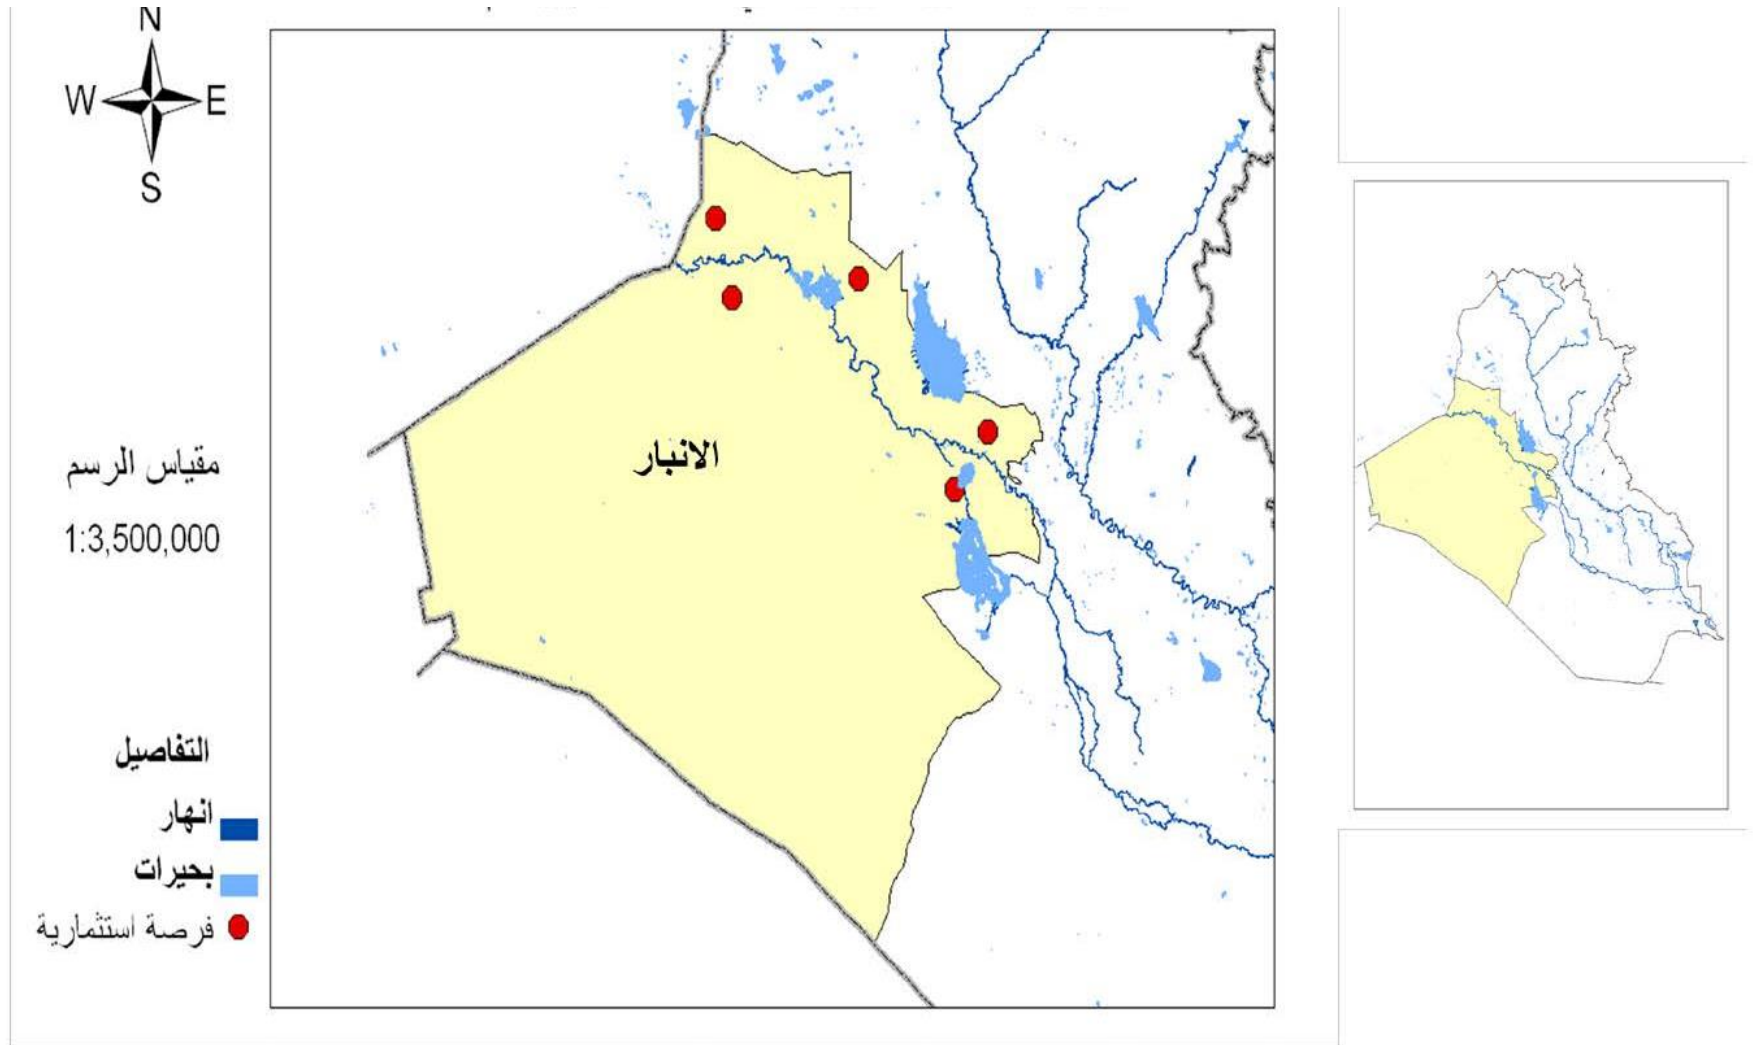 N
W E
S
الانبار
مقياس الرسم
1:3,500,000
التفاصيل
انهار
بحيرات
فرصة استثمارية